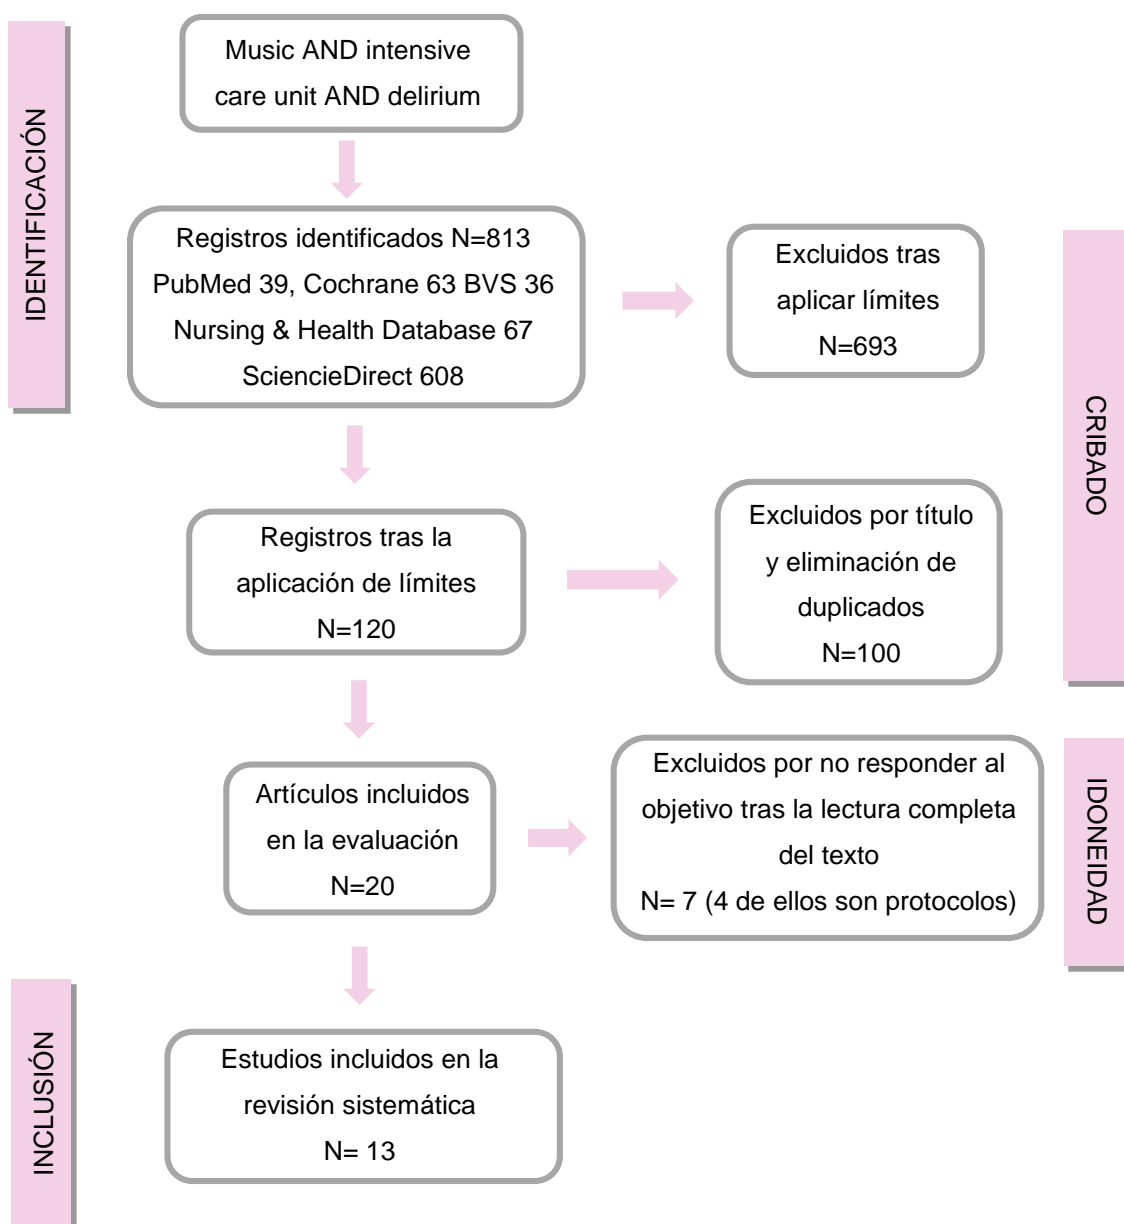 IDENTIFICACIÓN
Music AND intensive
care unit AND delirium
Registros identificados N=813
PubMed 39, Cochrane 63 BVS 36
Nursing & Health Database 67
SciencieDirect 608
Excluidos tras
aplicar límites
N=693
CRIBADO
Registros tras la
aplicación de límites
N=120
Excluidos por título
y eliminación de
duplicados
N=100
Artículos incluidos
en la evaluación
N=20
Excluidos por no responder al
objetivo tras la lectura completa
del texto
N= 7 (4 de ellos son protocolos)
IDONEIDAD
INCLUSIÓN
Estudios incluidos en la
revisión sistemática
N= 13